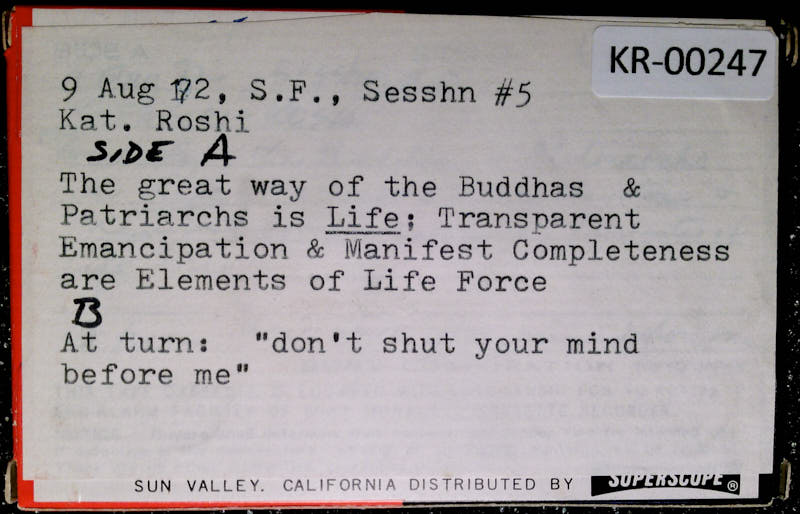 KR-00247
9 Aug 172, S.F., Sesshn #5
Kat. Roshi
SIDE A
The great way of the Buddhas &
Patriarchs is Life; Transparent
Emancipation & Manifest Completeness
are Elements of Life Force
B
At turn: "don't shut your mind
before me"
SUN VALLEY. CALIFORNIA DISTRIBUTED BY SUPERSCOPE®